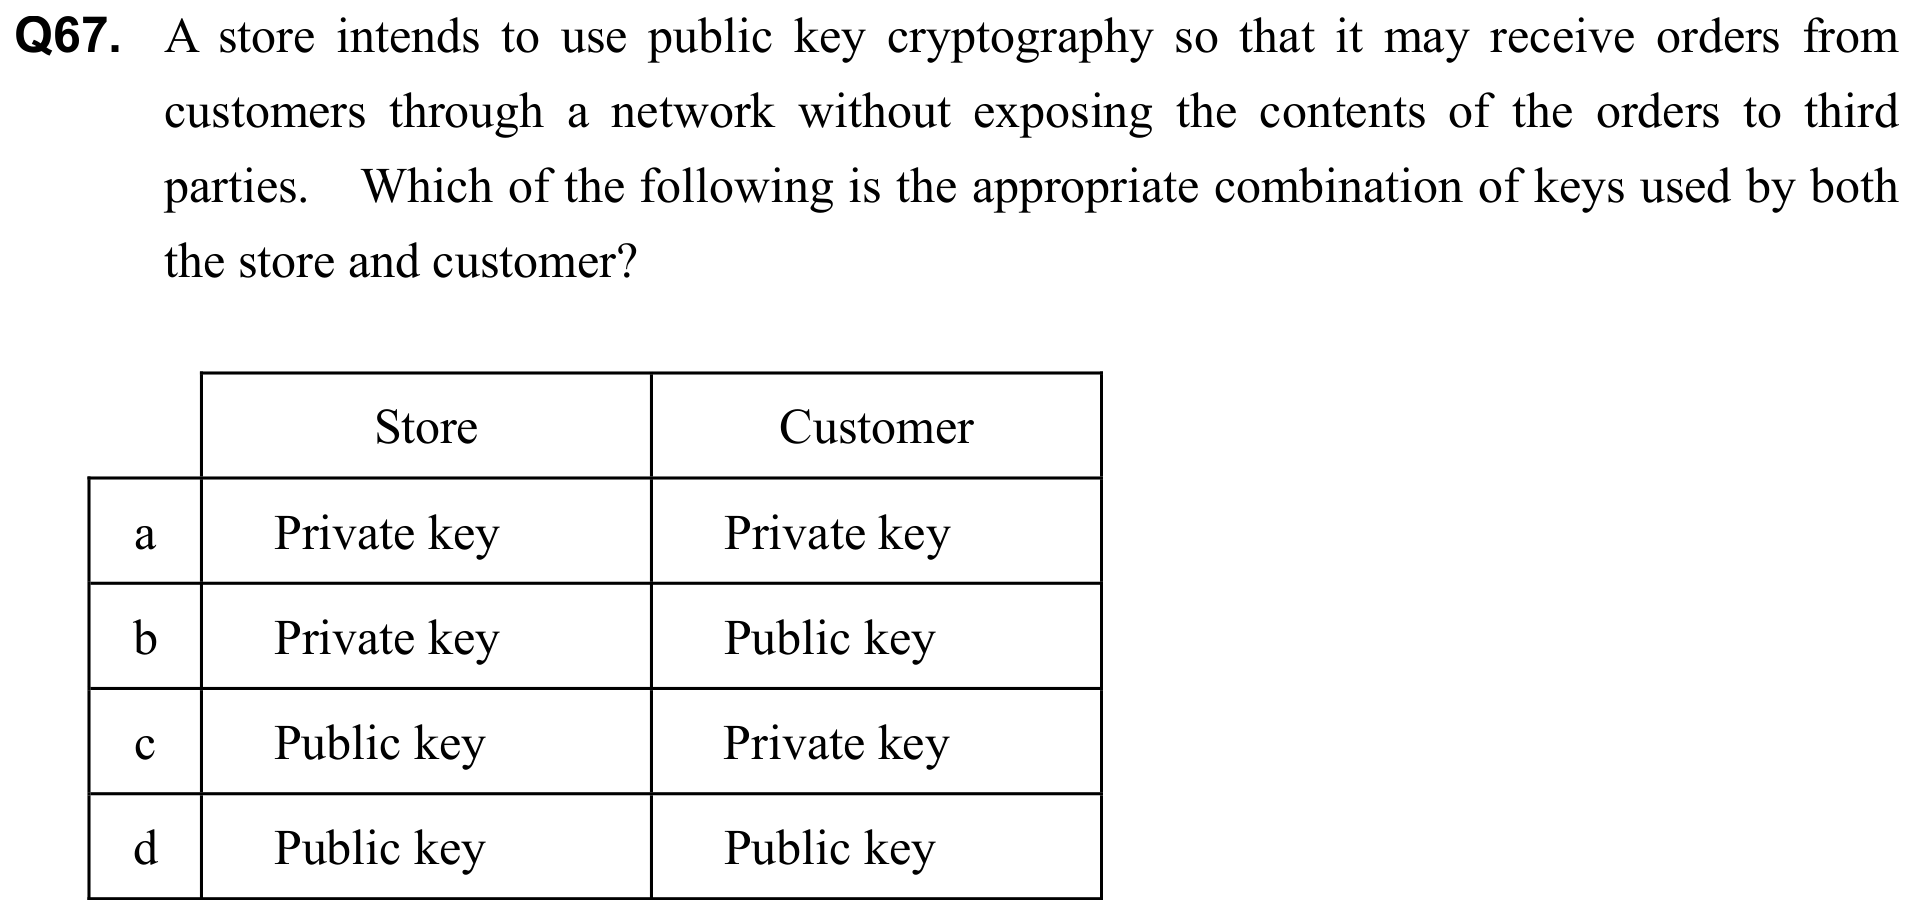 Q67. A store intends to use public key cryptography so that it may receive orders from
customers through a network without exposing the contents of the orders to third
parties. Which of the following is the appropriate combination of keys used by both
the store and customer?
Store Customer
a Private key Private key
b Private key Public key
c Public key Private key
d Public key Public key